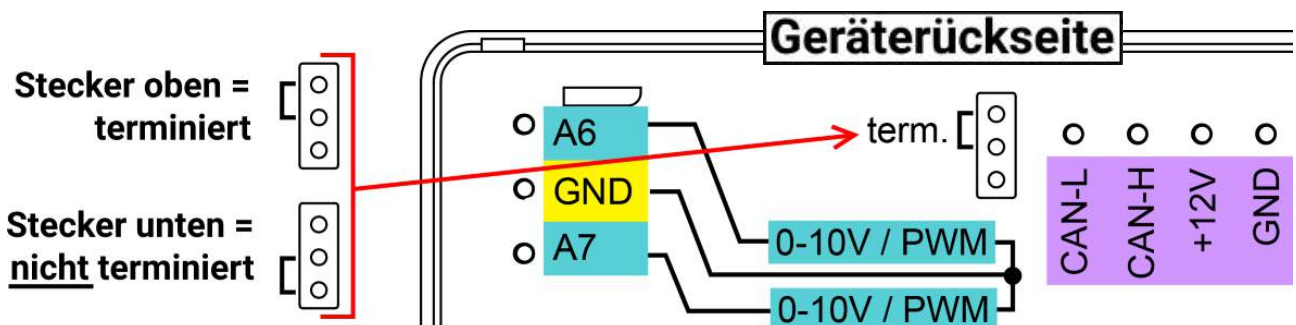 Geräterückseite
Stecker oben =
terminiert
Stecker unten =
nicht terminiert
A6
GND
A7
term.
0-10V / PWM
0-10V / PWM
CAN-L
CAN-H
+12V
GND